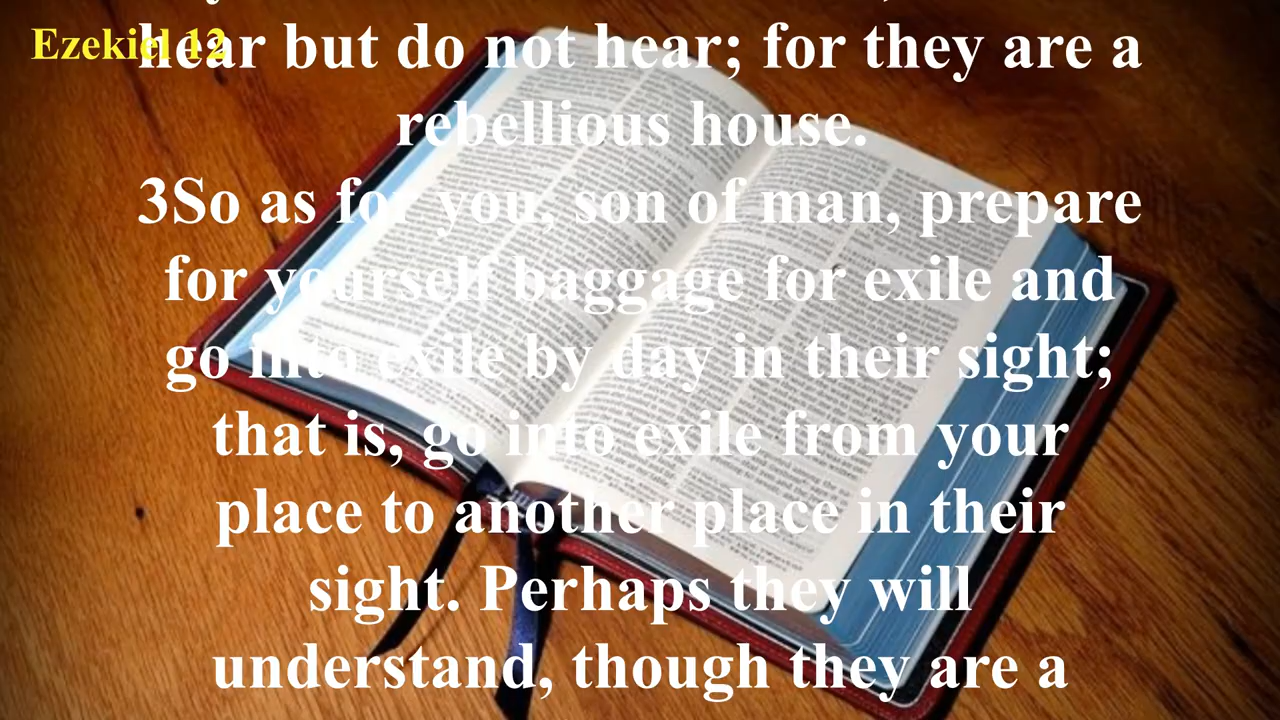 Ezekiel 12
hear but do not hear; for they are a
rebellious house.
3So as for you, son of man, prepare
for yourself baggage for exile and
go into exile by day in their sight;
that is, go into exile from your
place to another place in their
sight. Perhaps they will
understand, though they are a